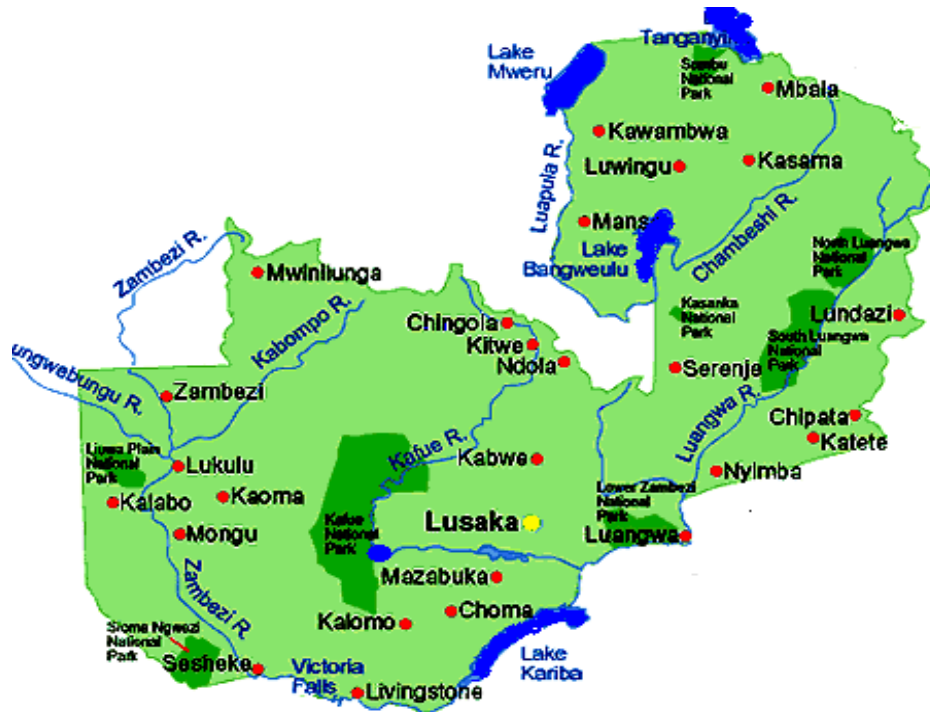 Tanganyi
Lake
Mweru
Sumbu
National
Park
Mbala
Kawambwa
Luapula R.
Luwingu
Kasama
Mans
Lake
Bangweulu
Chambeshi R.
North Luangwa
National
Park
Zambezi R.
Mwinilunga
Kabompo R.
Kasanka
National
Park
Lundazi
Chingola
Kitwe
Ndola
South Luangwa
National
Park
Serenje
ungwebungu R.
Zambezi
Luangwa R.
Chipata
Katete
Kafue R.
Kabwe
Nyimba
Liuwa Plain
National
Park
Lukulu
Kalabo
Kaoma
Mongu
Lower Zambezi
National
Park
Kafue
National
Park
Lusaka
Luangwa
Zambezi R.
Mazabuka
Choma
Kalomo
Sioma Ngwezi
National
Park
Sesheke
Victoria
Falls
Livingstone
Lake
Kariba